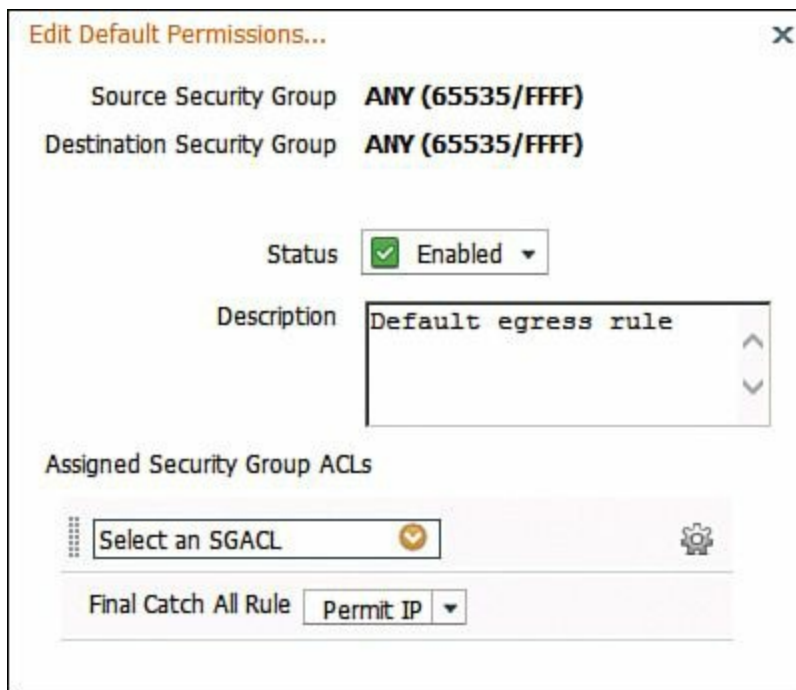 Edit Default Permissions...
Source Security Group ANY (65535/FFFF)
Destination Security Group ANY (65535/FFFF)
Status Enabled
Description Default egress rule
Assigned Security Group ACLs
Select an SGACL
Final Catch All Rule Permit IP